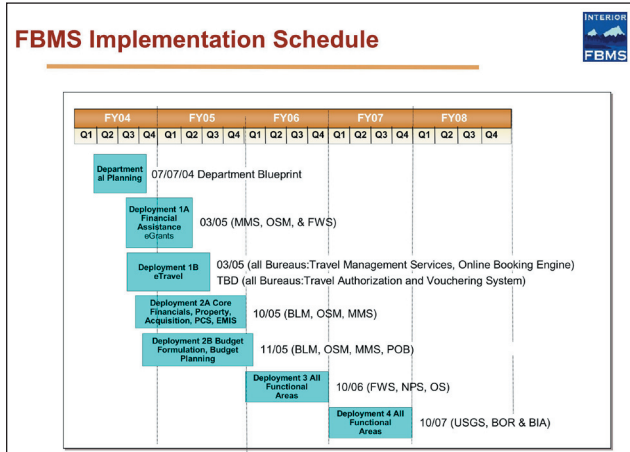 FBMS Implementation Schedule
INTERIOR
FBMS
FY04 FY05 FY06 FY07 FY08
Q1 Q2 Q3 Q4 Q1 Q2 Q3 Q4 Q1 Q2 Q3 Q4 Q1 Q2 Q3 Q4 Q1 Q2 Q3 Q4
Department
al Planning
07/07/04 Department Blueprint
Deployment 1A
Financial
Assistance
eGrants
03/05 (MMS, OSM, & FWS)
Deployment 1B
eTravel
03/05 (all Bureaus:Travel Management Services, Online Booking Engine)
TBD (all Bureaus:Travel Authorization and Vouchering System)
Deployment 2A Core
Financials, Property,
Acquisition, PCS, EMIS
10/05 (BLM, OSM, MMS)
Deployment 2B Budget
Formulation, Budget
Planning
11/05 (BLM, OSM, MMS, POB)
Deployment 3 All
Functional
Areas
10/06 (FWS, NPS, OS)
Deployment 4 All
Functional
Areas
10/07 (USGS, BOR & BIA)